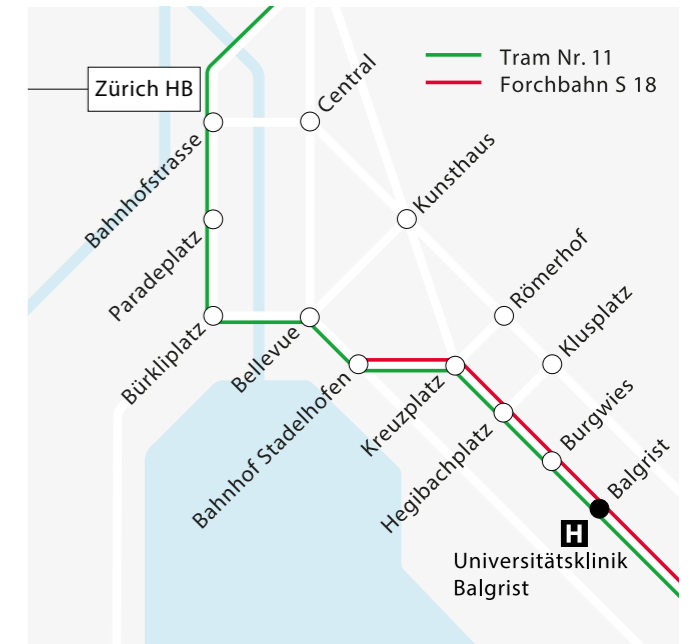 Tram Nr. 11
Forchbahn S 18
Zürich HB
Central
Bahnhofstrasse
Kunsthaus
Paradeplatz
Römerhof
Bürkliplatz
Bellevue
Klusplatz
Bahnhof Stadelhofen
Kreuzplatz
Hegibachplatz
Burgwies
Balgrist
H
Universitätsklinik
Balgrist